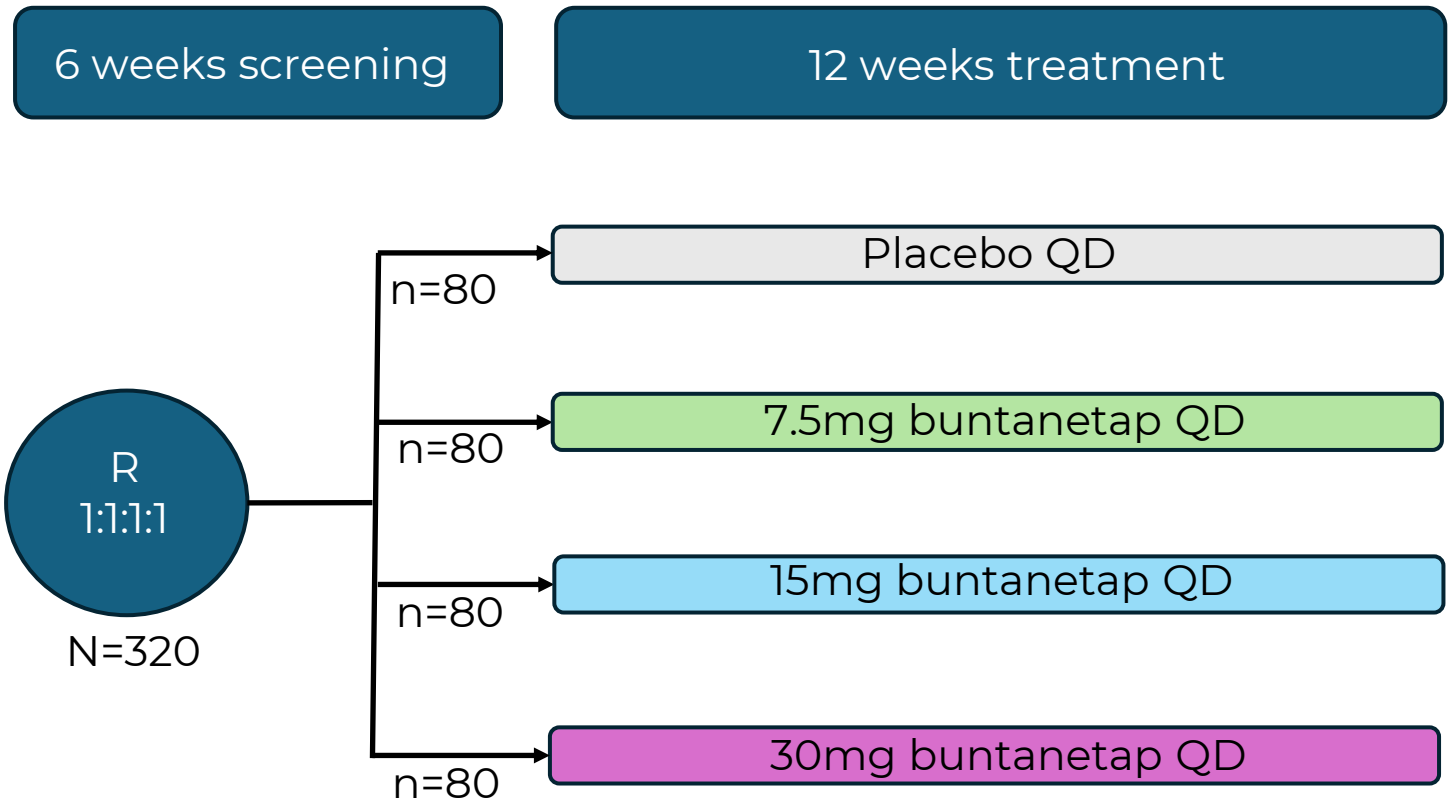 6 weeks screening
12 weeks treatment
Placebo QD
n=80
7.5mg buntanetap QD
n=80
R
1:1:1:1
N=320
15mg buntanetap QD
n=80
30mg buntanetap QD
n=80